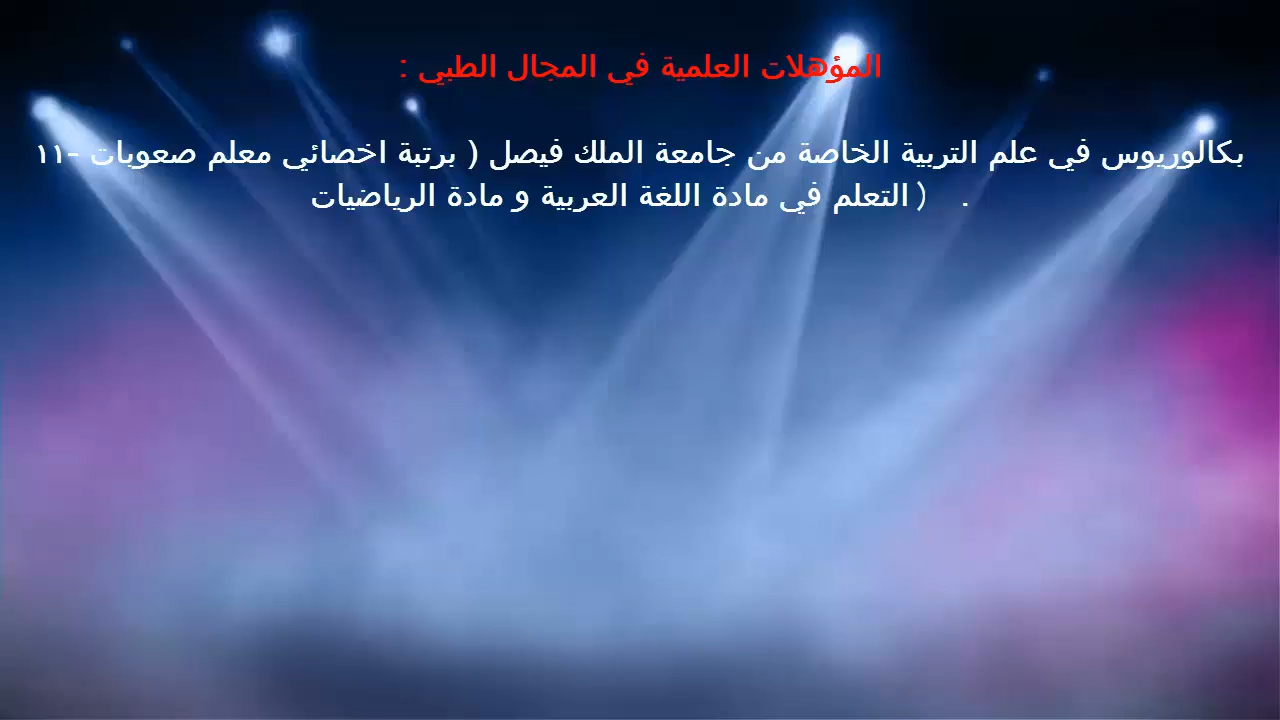 المؤهلات العلمية في المجال الطبي :
١١- بكالوريوس في علم التربية الخاصة من جامعة الملك فيصل ( برتبة اخصائي معلم صعوبات
التعلم في مادة اللغة العربية و مادة الرياضيات ) .